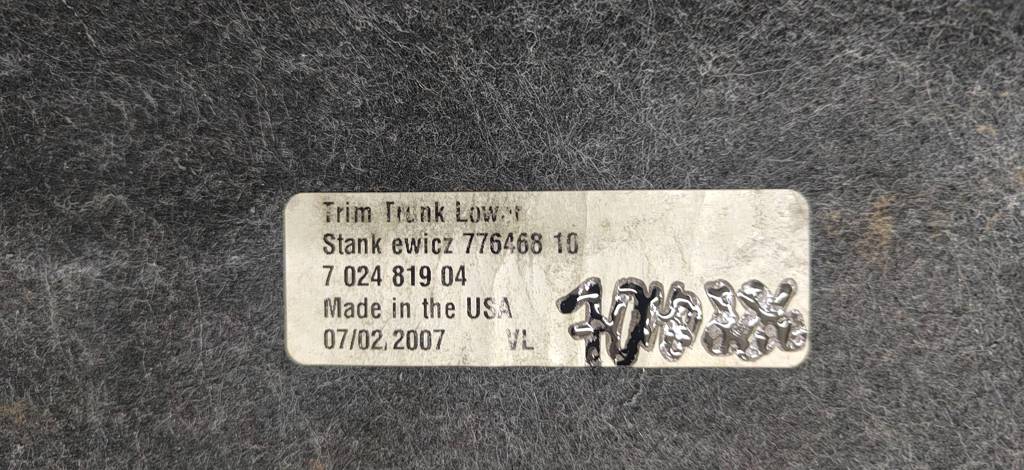 Trim Trunk Lower
Stank ewicz 776468 10
7 024 819 04
Made in the USA
07/02/2007 VL